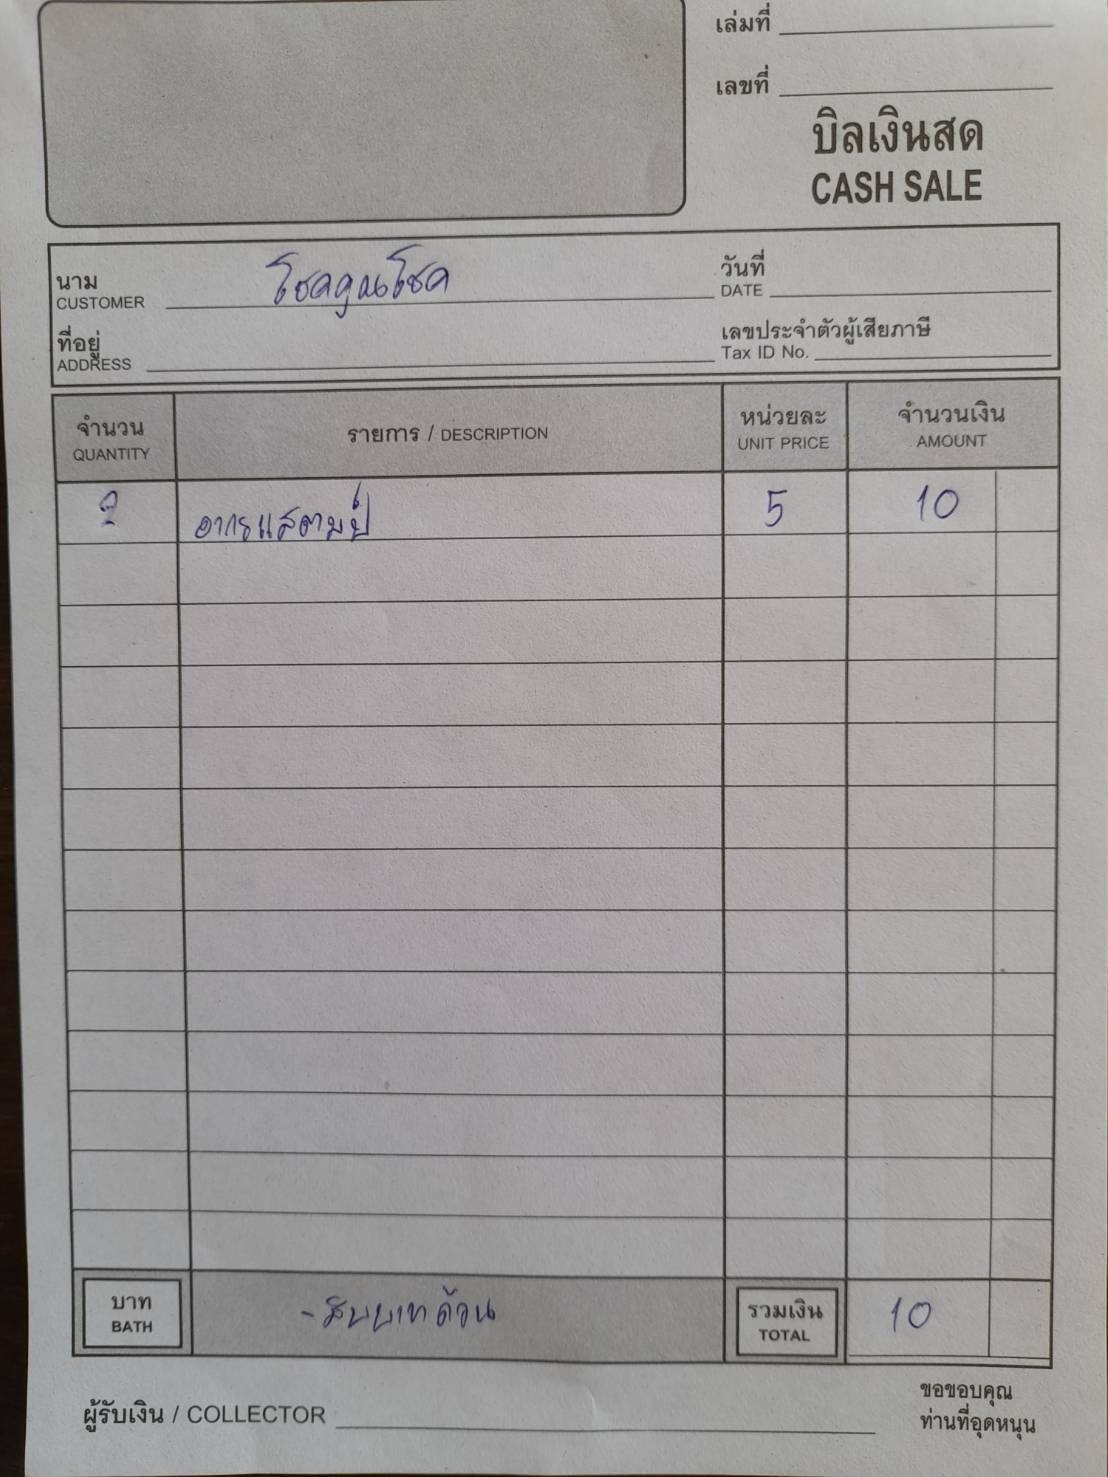 เล่มที่
เลขที่
บิลเงินสด
CASH SALE
นาม โชคคูณโชค วันที่
CUSTOMER DATE
ที่อยู่ เลขประจำตัวผู้เสียภาษี
ADDRESS Tax ID No.
จำนวน รายการ / DESCRIPTION หน่วยละ จำนวนเงิน
QUANTITY UNIT PRICE AMOUNT
2 อากรแสตมป์ 5 10
บาท -สิบบาทถ้วน รวมเงิน 10
BATH TOTAL
ขอขอบคุณ
ผู้รับเงิน / COLLECTOR ท่านที่อุดหนุน